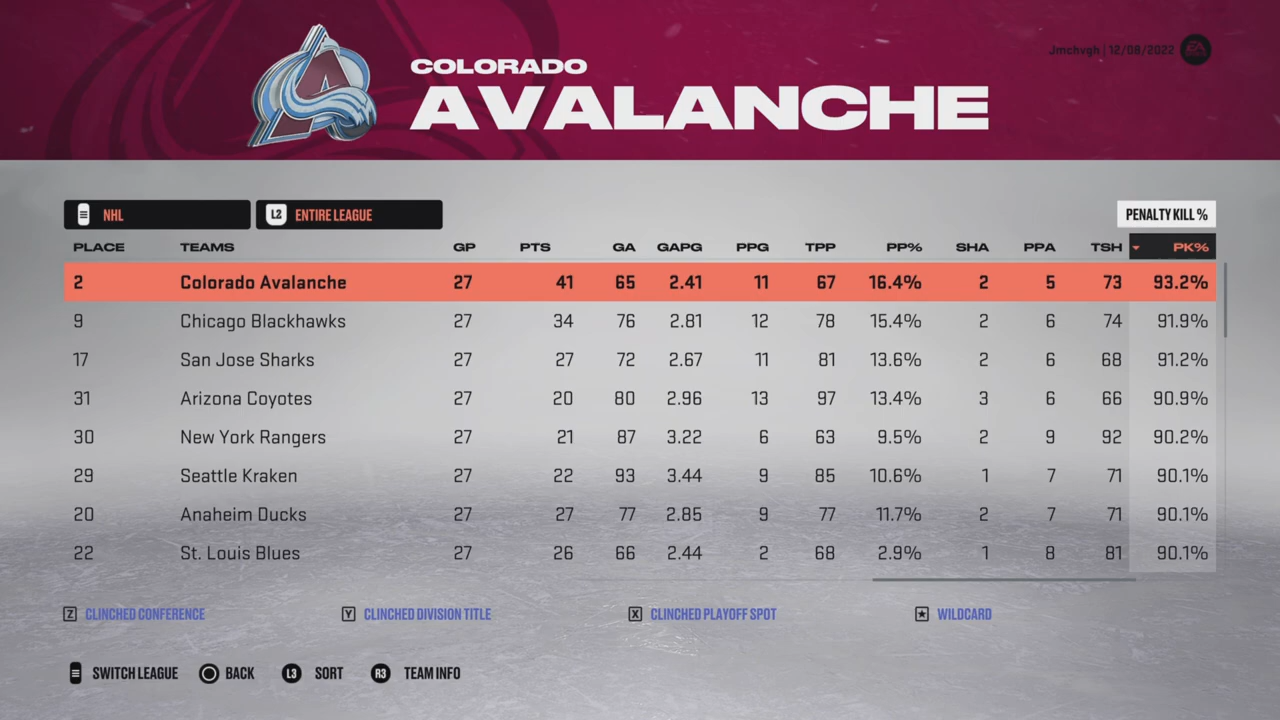 COLORADO
AVALANCHE
Jmchvgh | 12/08/2022 EA
NHL L2 ENTIRE LEAGUE PENALTY KILL %
PLACE TEAMS GP PTS GA GAPG PPG TPP PP% SHA PPA TSH PK%
2 Colorado Avalanche 27 41 65 2.41 11 67 16.4% 2 5 73 93.2%
9 Chicago Blackhawks 27 34 76 2.81 12 78 15.4% 2 6 74 91.9%
17 San Jose Sharks 27 27 72 2.67 11 81 13.6% 2 6 68 91.2%
31 Arizona Coyotes 27 20 80 2.96 13 97 13.4% 3 6 66 90.9%
30 New York Rangers 27 21 87 3.22 6 63 9.5% 2 9 92 90.2%
29 Seattle Kraken 27 22 93 3.44 9 85 10.6% 1 7 71 90.1%
20 Anaheim Ducks 27 27 77 2.85 9 77 11.7% 2 7 71 90.1%
22 St. Louis Blues 27 26 66 2.44 2 68 2.9% 1 8 81 90.1%
Z CLINCHED CONFERENCE Y CLINCHED DIVISION TITLE X CLINCHED PLAYOFF SPOT ★ WILDCARD
SWITCH LEAGUE BACK L3 SORT R3 TEAM INFO